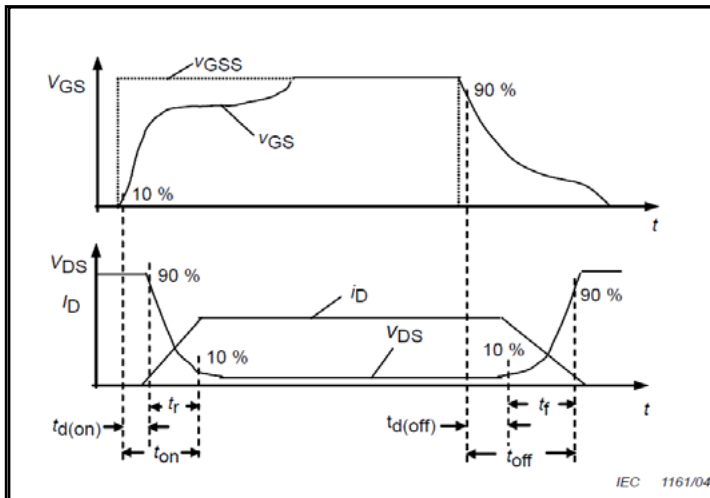 VGSS
VGS
90 %
vGS
10 %
t
VDS
90 %
iD
ID
90 %
VDS
10 %
10 %
tr
tf
t
td(on)
td(off)
ton
toff
IEC 1161/04